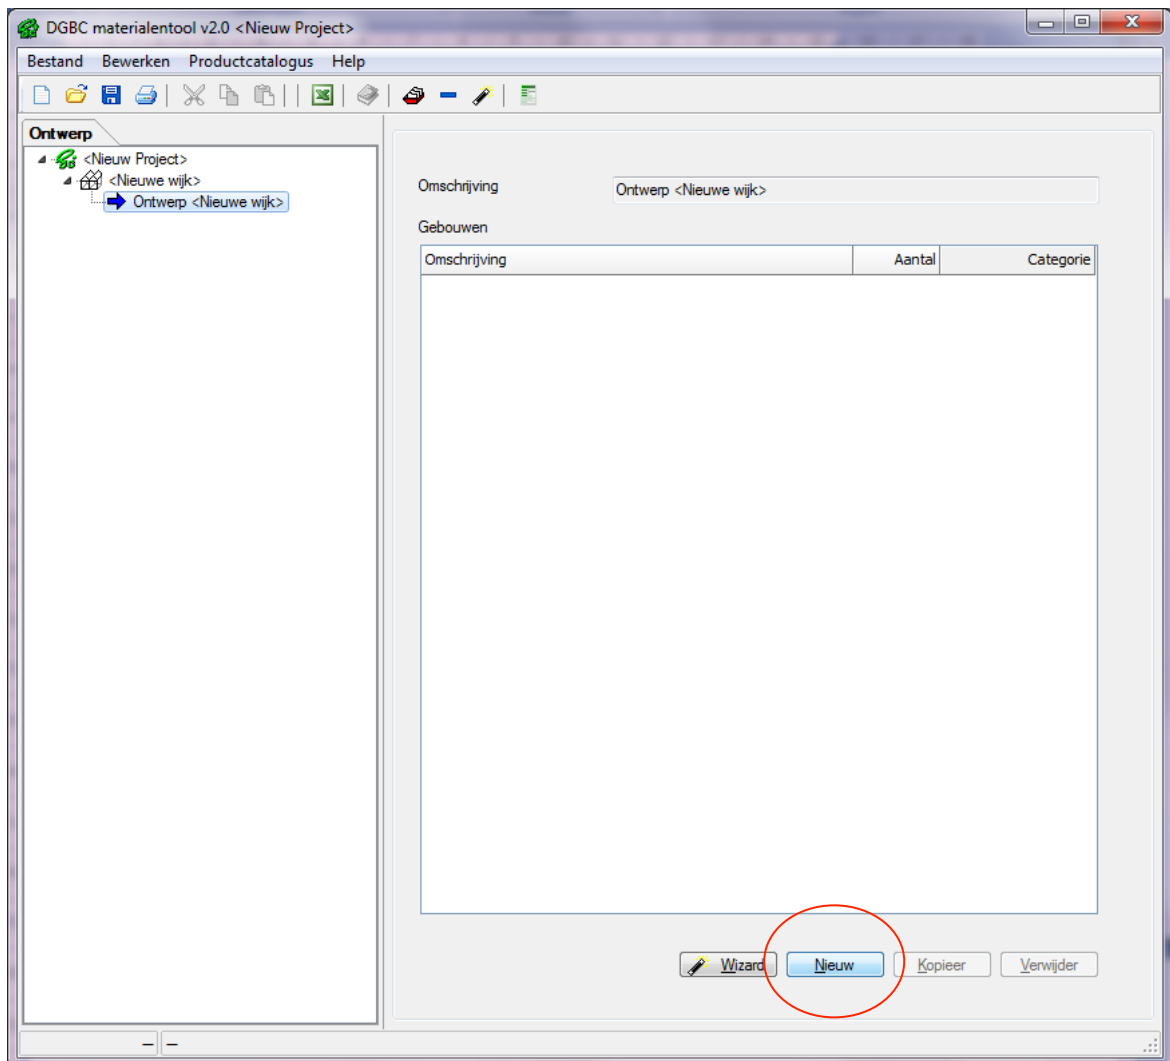 DGBC materialentool v2.0 <Nieuw Project>
Bestand Bewerken Productcatalogus Help
Ontwerp
<Nieuw Project>
<Nieuwe wijk>
Ontwerp <Nieuwe wijk>
Omschrijving Ontwerp <Nieuwe wijk>
Gebouwen
Omschrijving Aantal Categorie
Wizard Nieuw Kopieer Verwijder